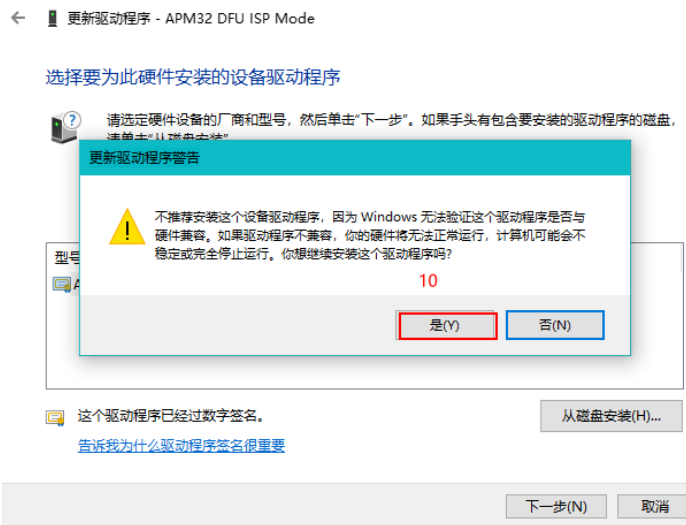 更新驱动程序 - APM32 DFU ISP Mode
选择要为此硬件安装的设备驱动程序
请选定硬件设备的厂商和型号，然后单击"下一步"。如果手头有包含要安装的驱动程序的磁盘，
请单击"从磁盘安装"
更新驱动程序警告
不推荐安装这个设备驱动程序，因为 Windows 无法验证这个驱动程序是否与
硬件兼容。如果驱动程序不兼容，你的硬件将无法正常运行，计算机可能会不
稳定或完全停止运行。你想继续安装这个驱动程序吗?
10
是(Y)
否(N)
型号
A
这个驱动程序已经过数字签名。
从磁盘安装(H)...
告诉我为什么驱动程序签名很重要
下一步(N)
取消